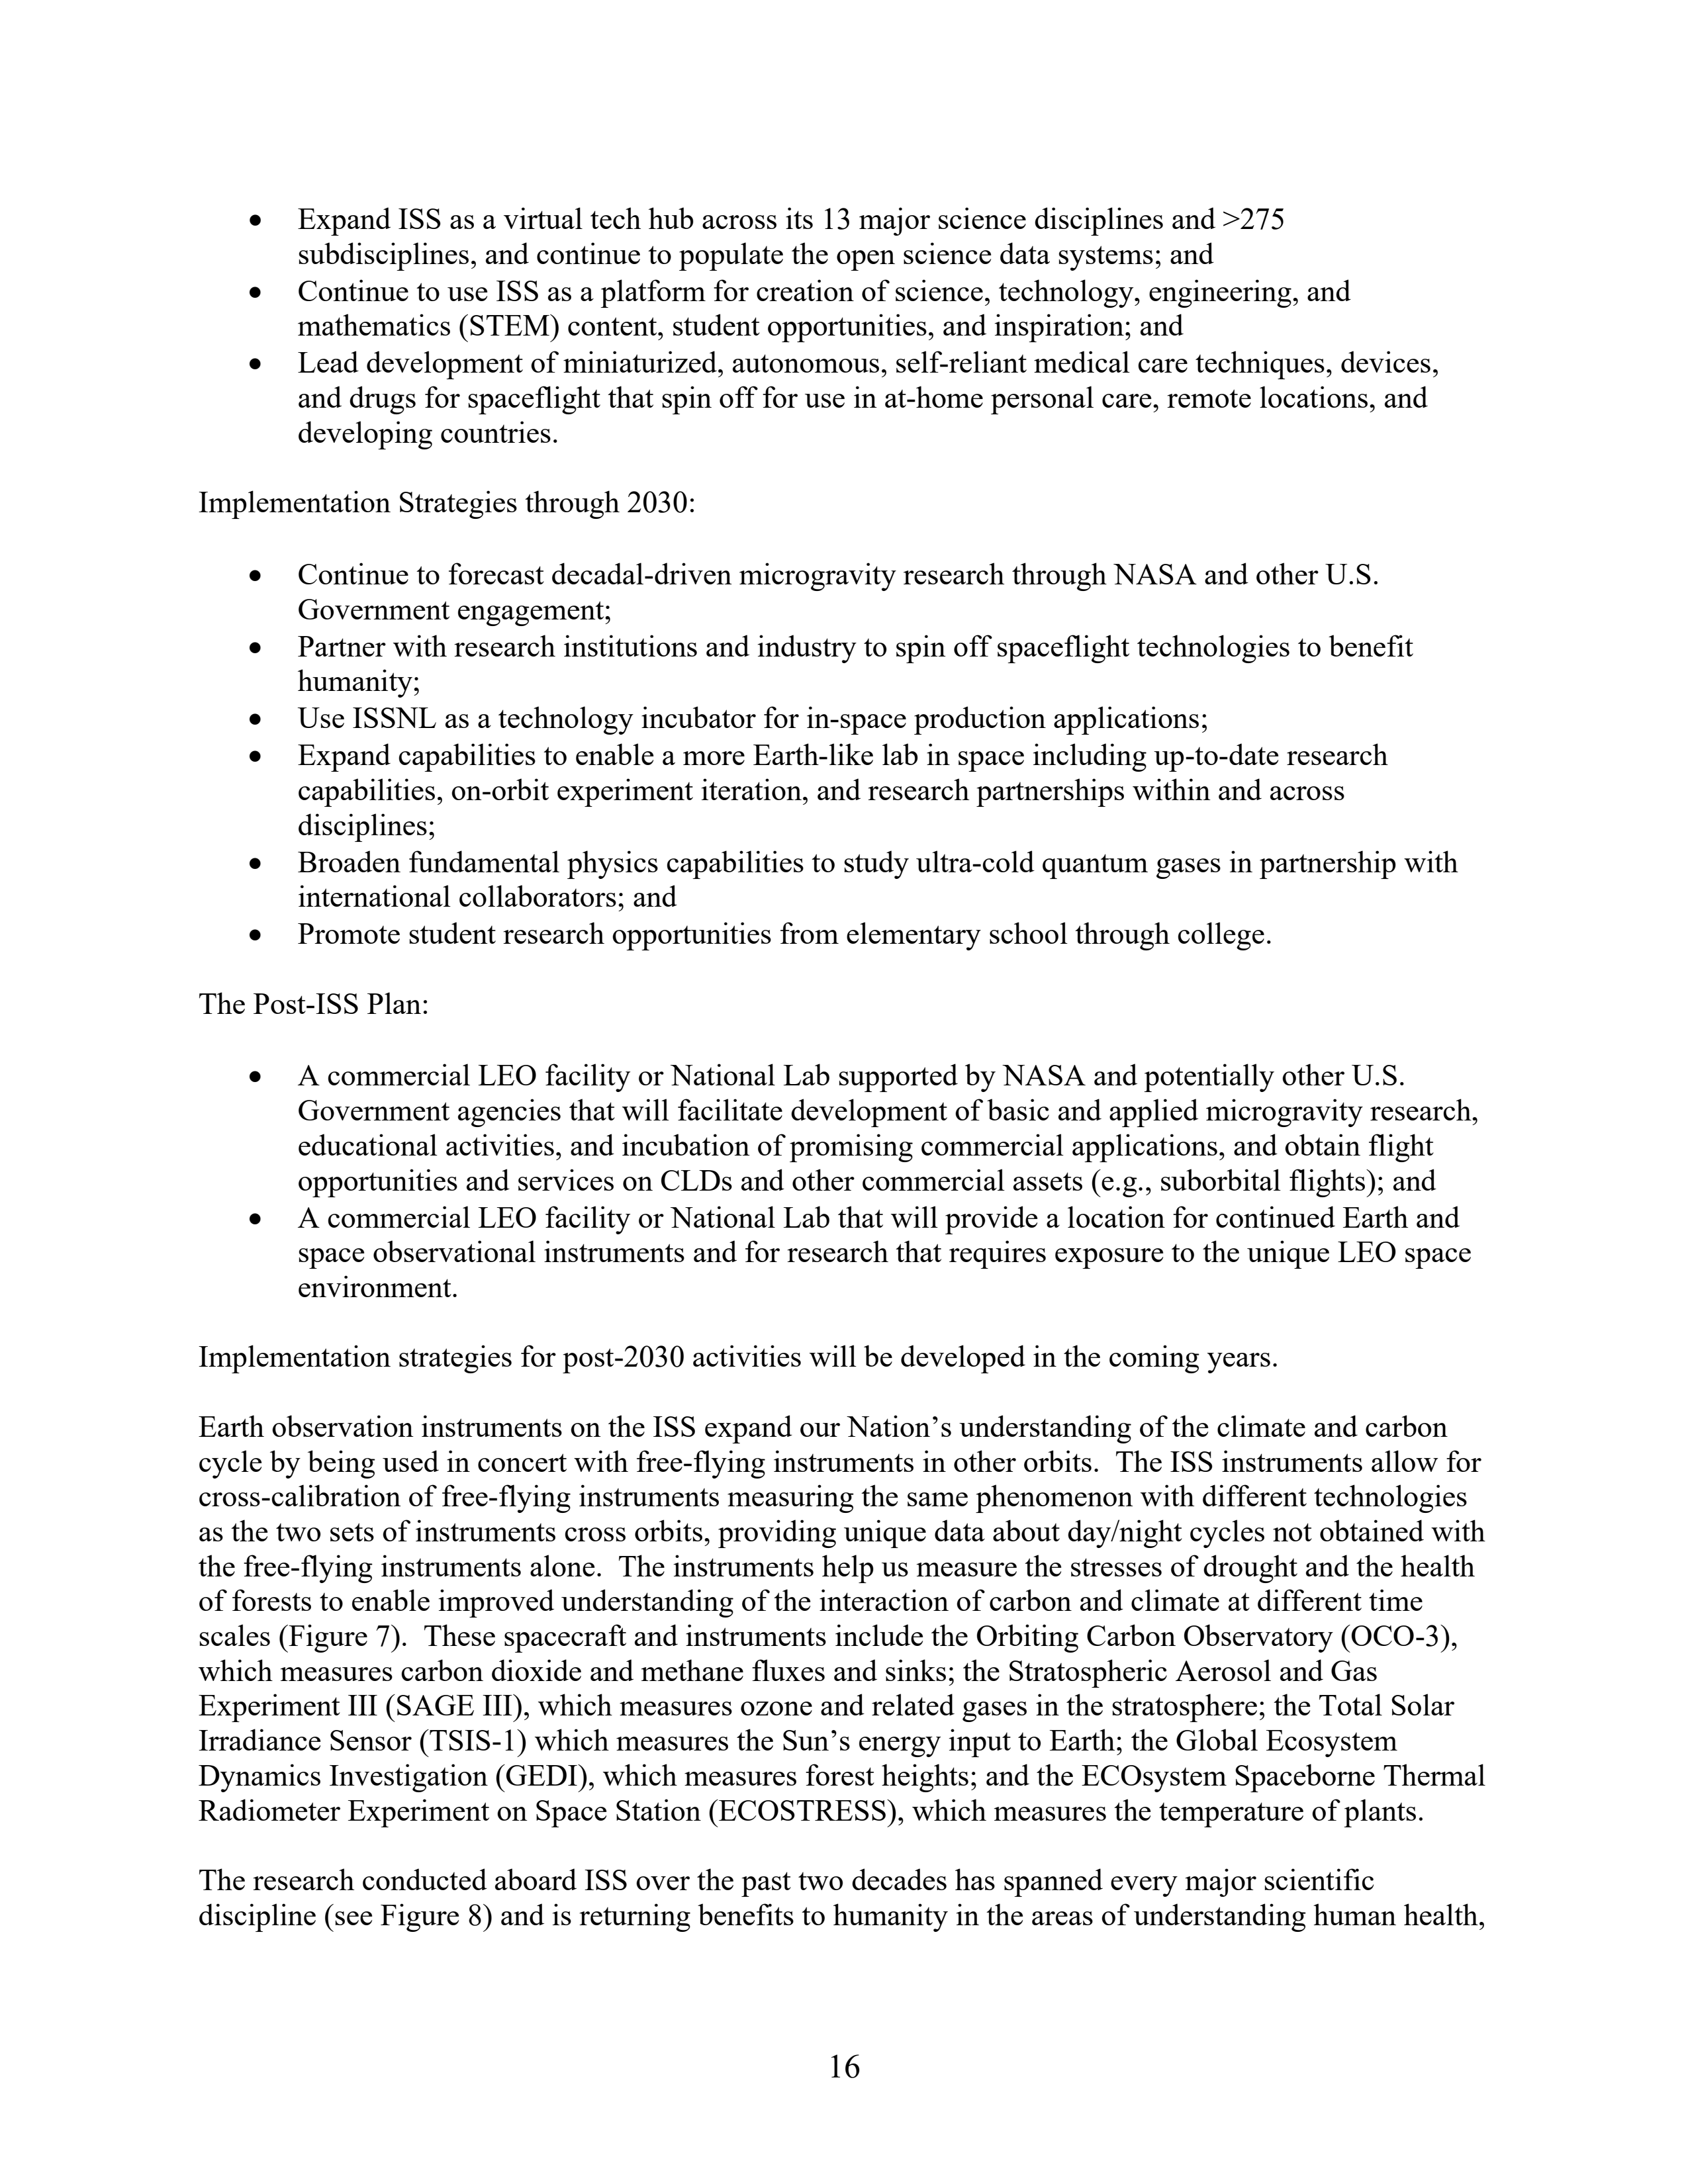 • Expand ISS as a virtual tech hub across its 13 major science disciplines and >275
subdisciplines, and continue to populate the open science data systems; and
• Continue to use ISS as a platform for creation of science, technology, engineering, and
mathematics (STEM) content, student opportunities, and inspiration; and
• Lead development of miniaturized, autonomous, self-reliant medical care techniques, devices,
and drugs for spaceflight that spin off for use in at-home personal care, remote locations, and
developing countries.
Implementation Strategies through 2030:
• Continue to forecast decadal-driven microgravity research through NASA and other U.S.
Government engagement;
• Partner with research institutions and industry to spin off spaceflight technologies to benefit
humanity;
• Use ISSNL as a technology incubator for in-space production applications;
• Expand capabilities to enable a more Earth-like lab in space including up-to-date research
capabilities, on-orbit experiment iteration, and research partnerships within and across
disciplines;
• Broaden fundamental physics capabilities to study ultra-cold quantum gases in partnership with
international collaborators; and
• Promote student research opportunities from elementary school through college.
The Post-ISS Plan:
• A commercial LEO facility or National Lab supported by NASA and potentially other U.S.
Government agencies that will facilitate development of basic and applied microgravity research,
educational activities, and incubation of promising commercial applications, and obtain flight
opportunities and services on CLDs and other commercial assets (e.g., suborbital flights); and
• A commercial LEO facility or National Lab that will provide a location for continued Earth and
space observational instruments and for research that requires exposure to the unique LEO space
environment.
Implementation strategies for post-2030 activities will be developed in the coming years.
Earth observation instruments on the ISS expand our Nation’s understanding of the climate and carbon
cycle by being used in concert with free-flying instruments in other orbits.  The ISS instruments allow for
cross-calibration of free-flying instruments measuring the same phenomenon with different technologies
as the two sets of instruments cross orbits, providing unique data about day/night cycles not obtained with
the free-flying instruments alone.  The instruments help us measure the stresses of drought and the health
of forests to enable improved understanding of the interaction of carbon and climate at different time
scales (Figure 7).  These spacecraft and instruments include the Orbiting Carbon Observatory (OCO-3),
which measures carbon dioxide and methane fluxes and sinks; the Stratospheric Aerosol and Gas
Experiment III (SAGE III), which measures ozone and related gases in the stratosphere; the Total Solar
Irradiance Sensor (TSIS-1) which measures the Sun’s energy input to Earth; the Global Ecosystem
Dynamics Investigation (GEDI), which measures forest heights; and the ECOsystem Spaceborne Thermal
Radiometer Experiment on Space Station (ECOSTRESS), which measures the temperature of plants.
The research conducted aboard ISS over the past two decades has spanned every major scientific
discipline (see Figure 8) and is returning benefits to humanity in the areas of understanding human health,
16